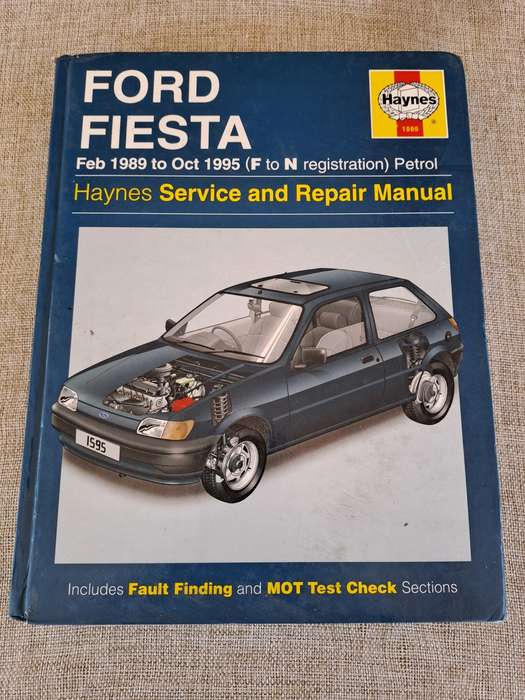 FORD
FIESTA
Feb 1989 to Oct 1995 (F to N registration) Petrol
Haynes Service and Repair Manual
Haynes
®
1595
Includes Fault Finding and MOT Test Check Sections